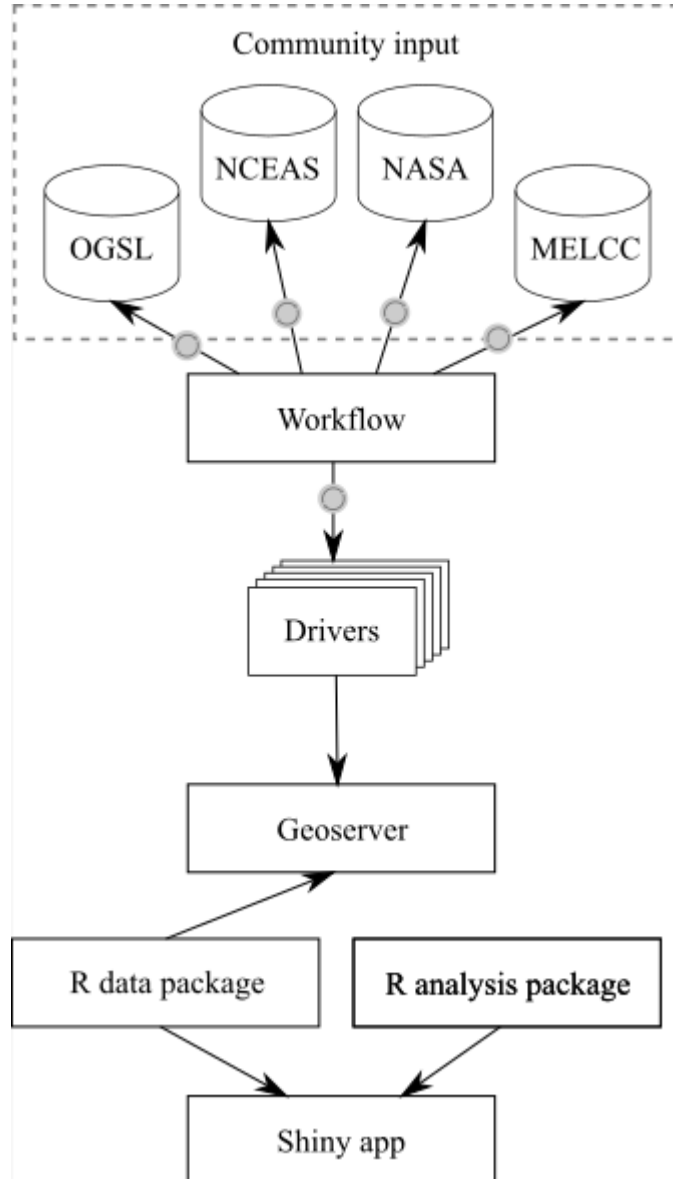 Community input
NCEAS
NASA
OGSL
MELCC
Workflow
Drivers
Geoserver
R data package
R analysis package
Shiny app